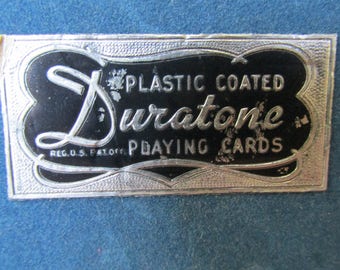 PLASTIC COATED
Duratone
REG. U.S. PAT. OFF. PLAYING CARDS